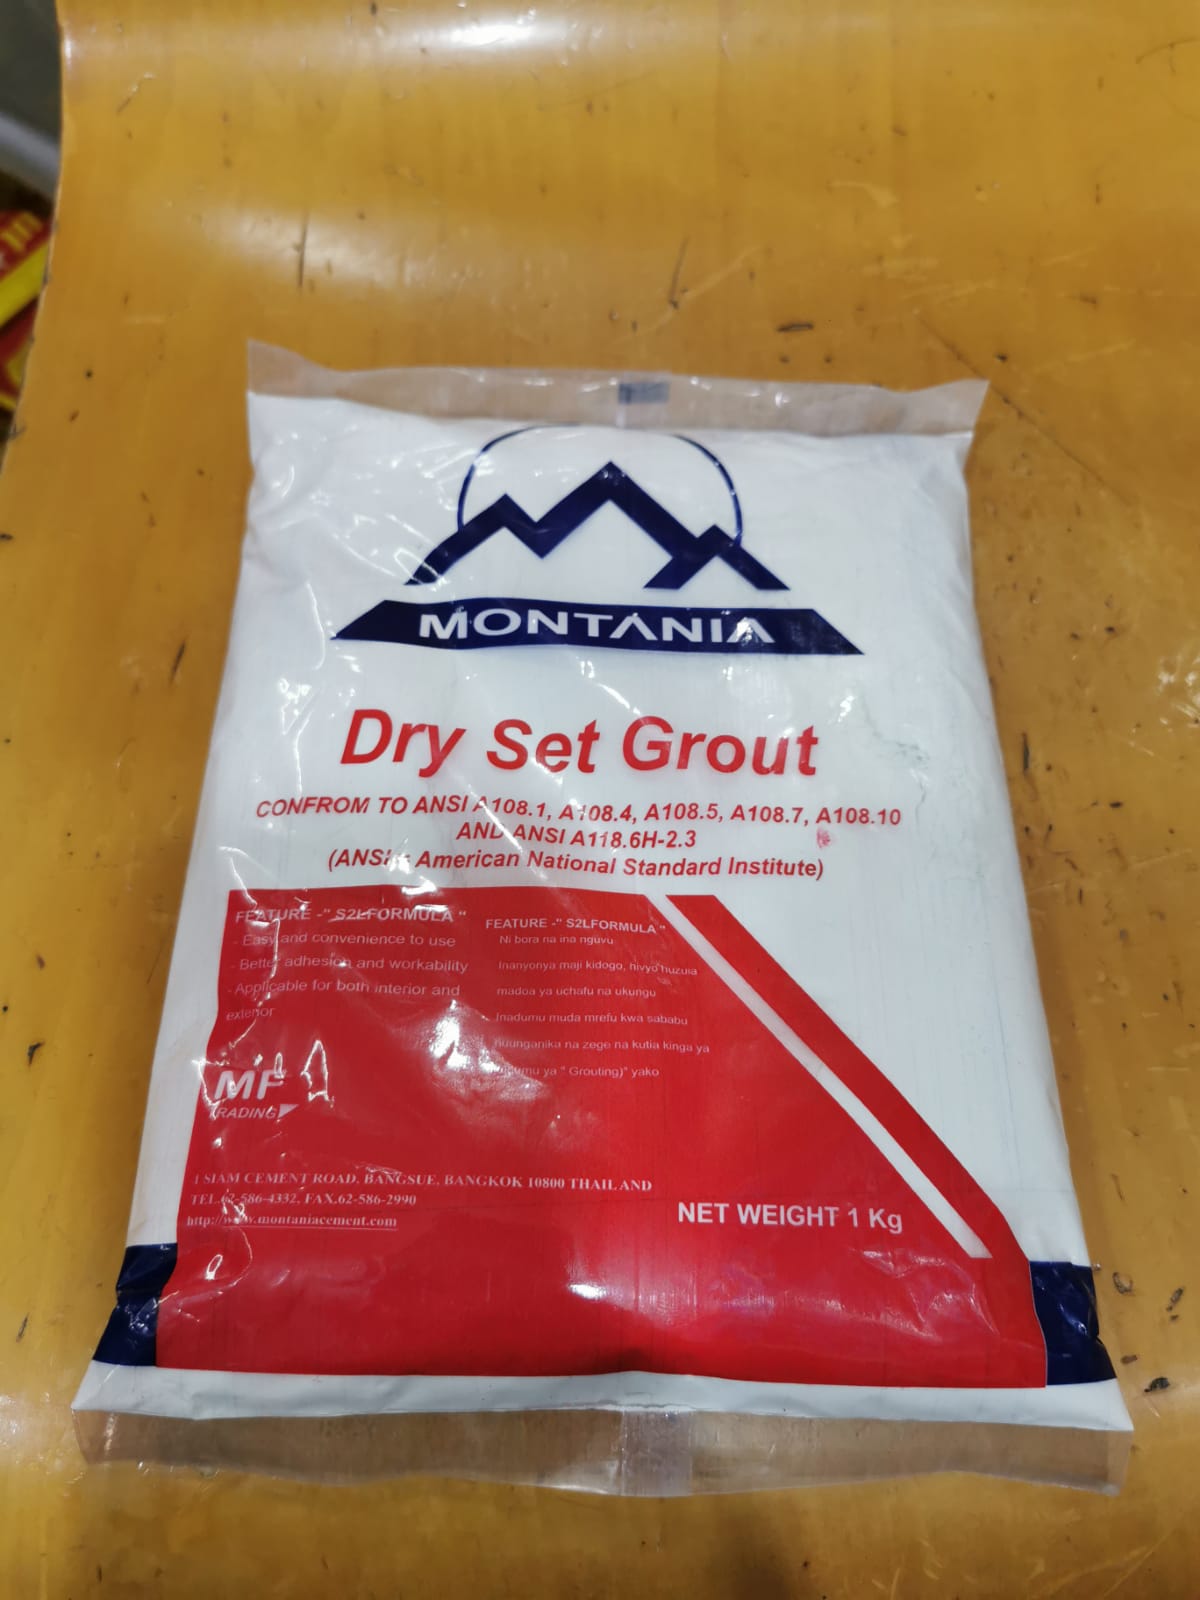 MONTANIA
Dry Set Grout
CONFROM TO ANSI A108.1, A108.4, A108.5, A108.7, A108.10
AND ANSI A118.6H-2.3
(ANSI - American National Standard Institute)
FEATURE -" S2LFORMULA "
- Easy and convenience to use
- Better adhesion and workability
- Applicable for both interior and
exterior
FEATURE -" S2LFORMULA "
Ni bora na ina nguvu
Inanyonya maji kidogo, hivyo huzuia
madoa ya uchafu na ukungu
Inadumu muda mrefu kwa sababu
huunganika na zege na kutia kinga ya
ya " Grouting)" yako
MF
TRADING
1 SIAM CEMENT ROAD, BANGSUE, BANGKOK 10800 THAILAND
TEL.62-586-4332, FAX.62-586-2990
http://www.montaniacement.com
NET WEIGHT 1 Kg